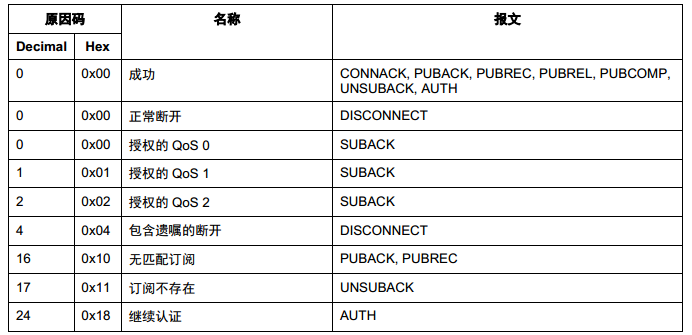 原因码 名称 报文
Decimal Hex
0 0x00 成功 CONNACK, PUBACK, PUBREC, PUBREL, PUBCOMP,
UNSUBACK, AUTH
0 0x00 正常断开 DISCONNECT
0 0x00 授权的 QoS 0 SUBACK
1 0x01 授权的 QoS 1 SUBACK
2 0x02 授权的 QoS 2 SUBACK
4 0x04 包含遗嘱的断开 DISCONNECT
16 0x10 无匹配订阅 PUBACK, PUBREC
17 0x11 订阅不存在 UNSUBACK
24 0x18 继续认证 AUTH